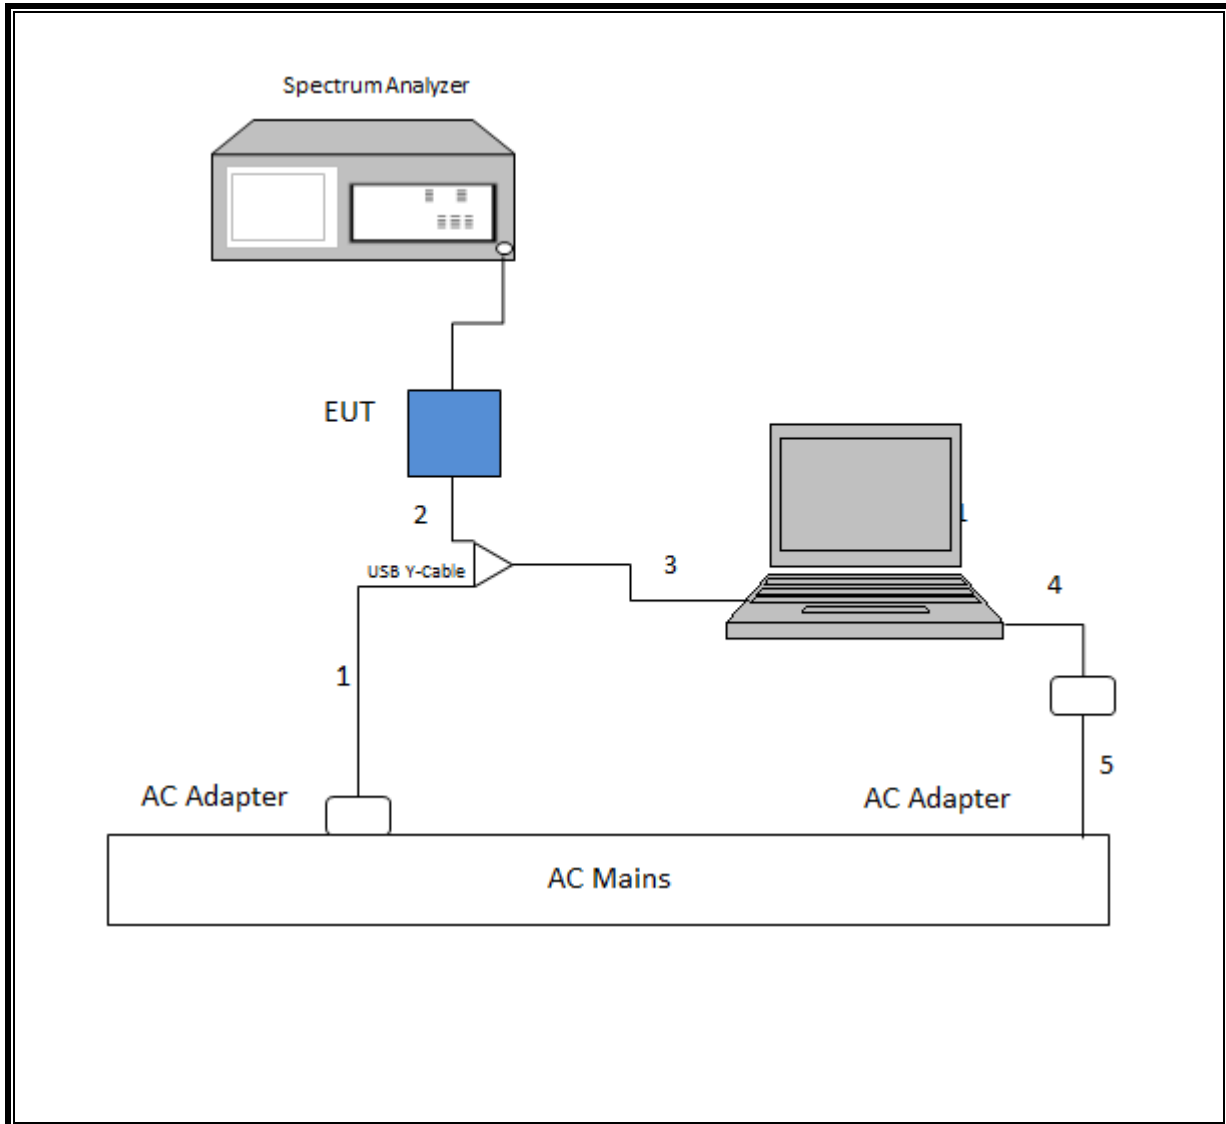 Spectrum Analyzer
EUT
2
USB Y-Cable
3
4
1
5
AC Adapter
AC Adapter
AC Mains